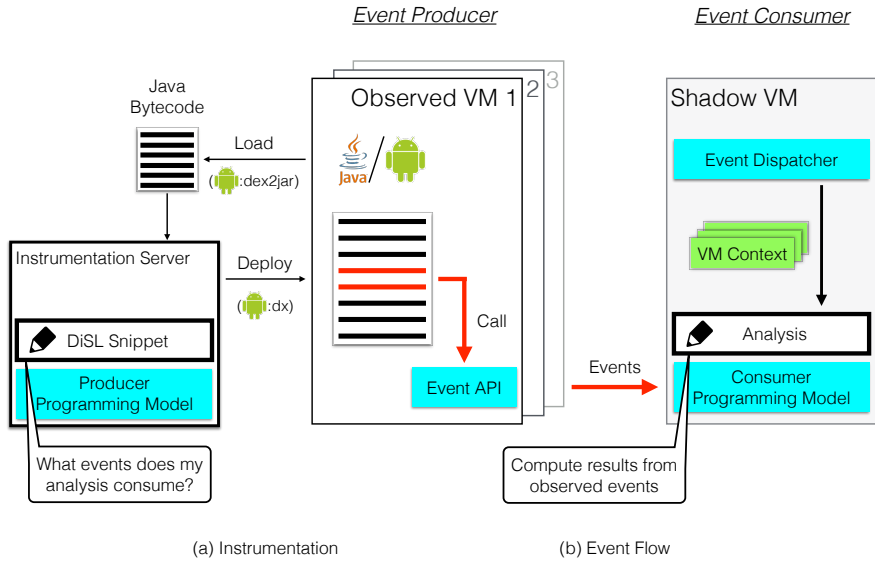 Event Producer
Event Consumer
Java
Bytecode
Load
(:dex2jar)
Instrumentation Server
Deploy
(:dx)
DiSL Snippet
Producer
Programming Model
What events does my
analysis consume?
Observed VM 1
2
3
Java
/
Call
Event API
Events
Shadow VM
Event Dispatcher
VM Context
Analysis
Consumer
Programming Model
Compute results from
observed events
(a) Instrumentation
(b) Event Flow